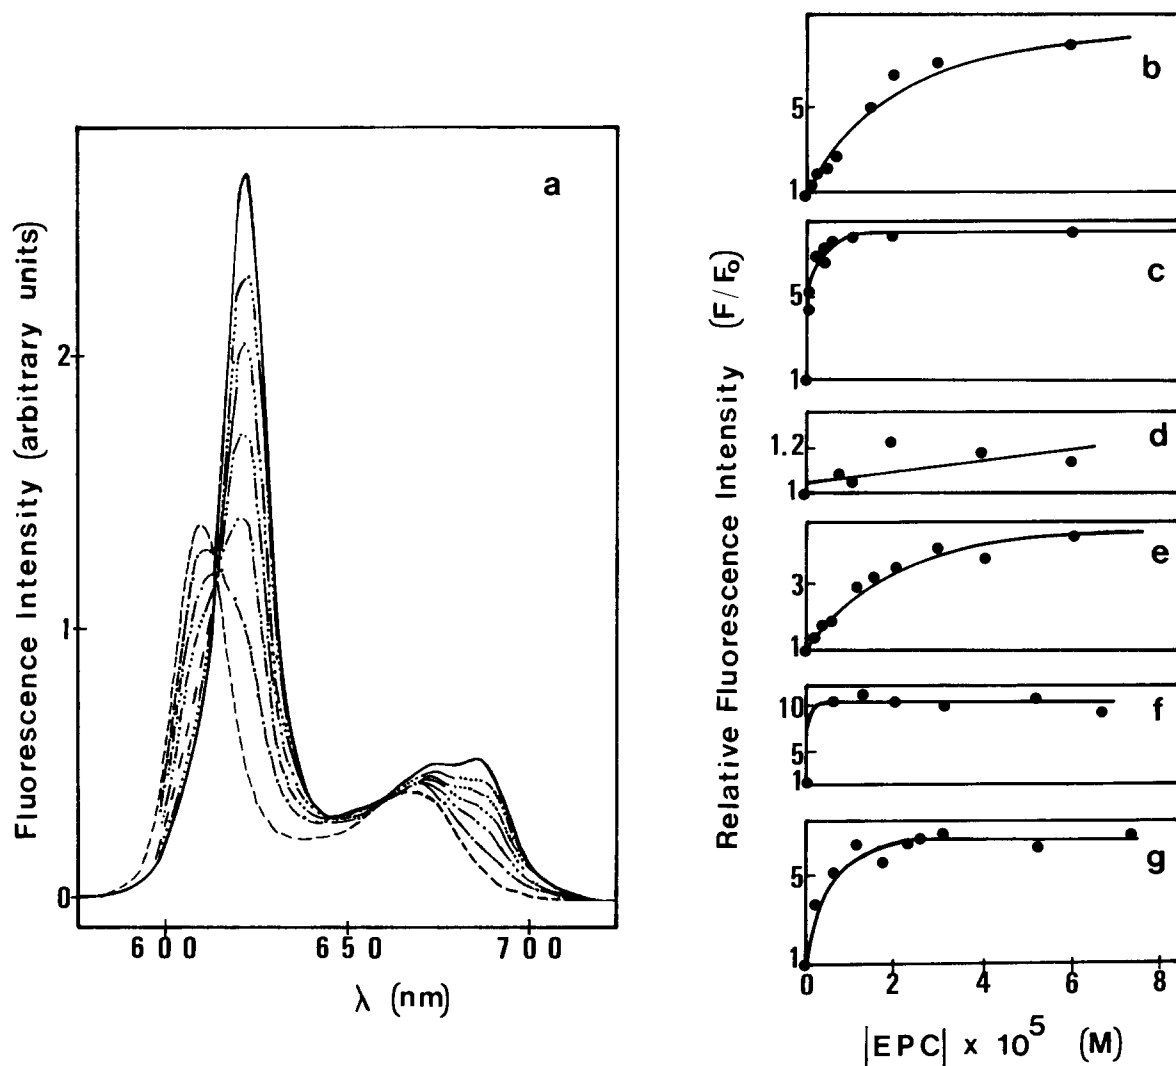 a
Fluorescence Intensity (arbitrary units)
2
1
0
600 650 700
λ (nm)
Relative Fluorescence Intensity (F/F₀)
b
5
1
c
5
1
d
1.2
1
e
3
1
f
10
5
1
g
5
1
0 2 4 6 8
|EPC| x 10⁵ (M)